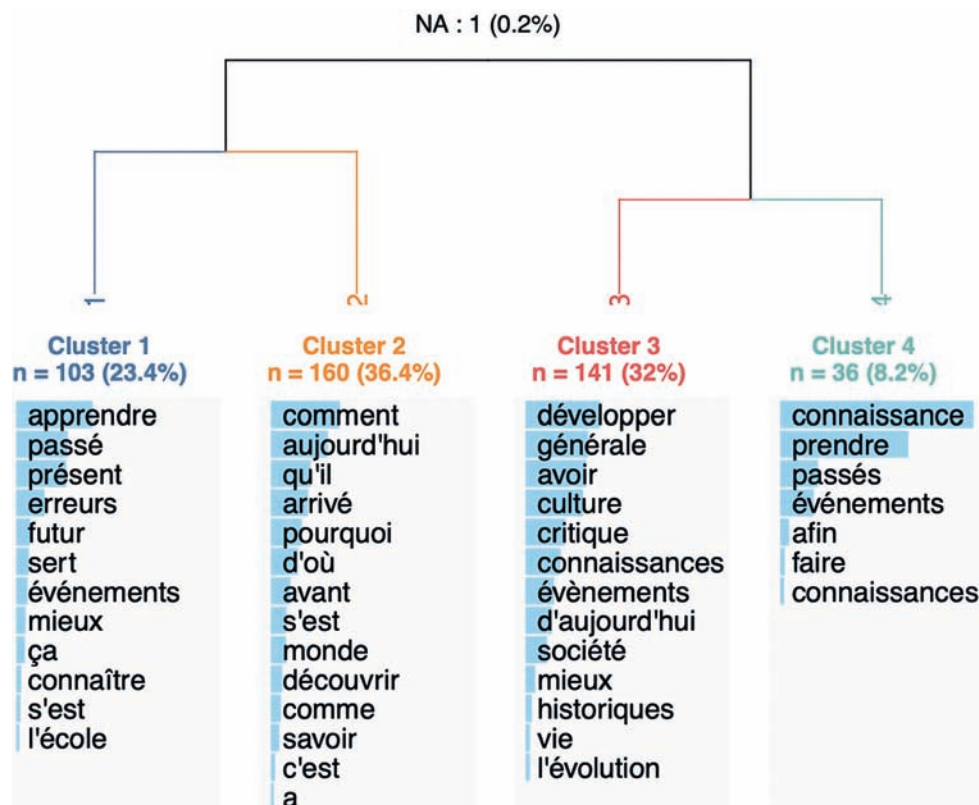 NA : 1 (0.2%)
1
2
3
4
Cluster 1
n = 103 (23.4%)
apprendre
passé
présent
erreurs
futur
sert
événements
mieux
ça
connaître
s'est
l'école
Cluster 2
n = 160 (36.4%)
comment
aujourd'hui
qu'il
arrivé
pourquoi
d'où
avant
s'est
monde
découvrir
comme
savoir
c'est
a
Cluster 3
n = 141 (32%)
développer
générale
avoir
culture
critique
connaissances
évènements
d'aujourd'hui
société
mieux
historiques
vie
l'évolution
Cluster 4
n = 36 (8.2%)
connaissance
prendre
passés
événements
afin
faire
connaissances